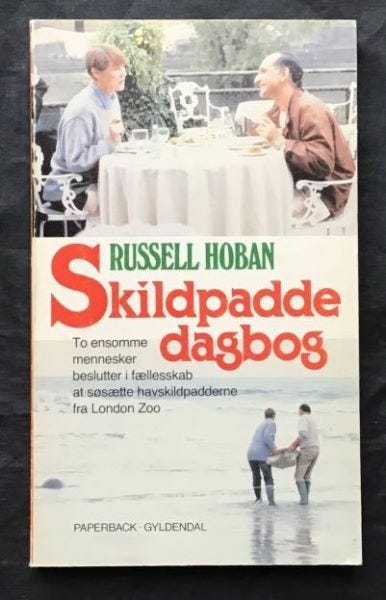 RUSSELL HOBAN
Skildpadde
dagbog
To ensomme
mennesker
beslutter i fællesskab
at søsætte havskildpadderne
fra London Zoo
PAPERBACK · GYLDENDAL